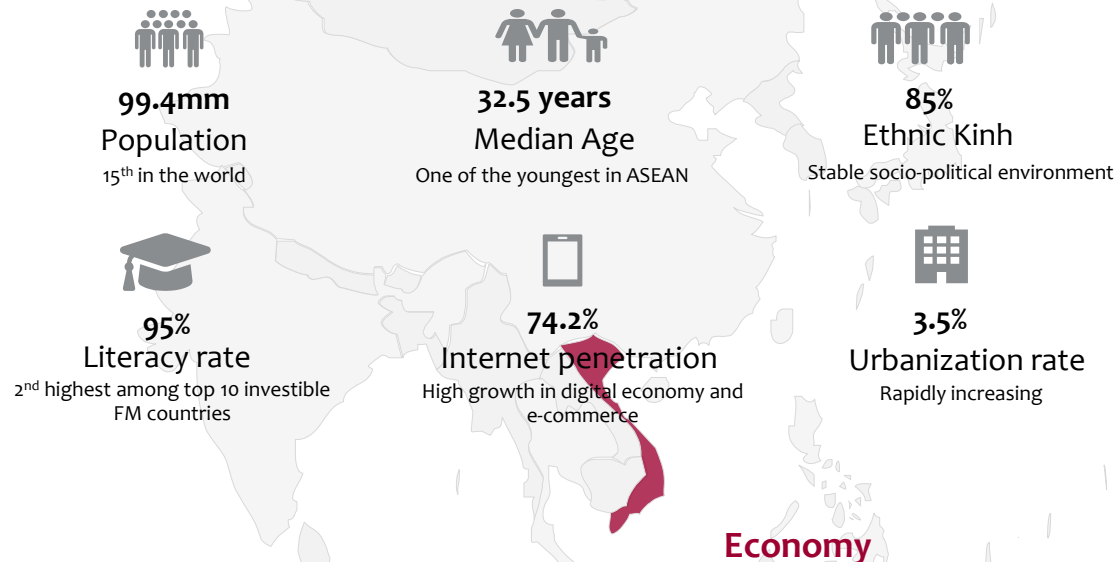 99.4mm
Population
15th in the world
32.5 years
Median Age
One of the youngest in ASEAN
85%
Ethnic Kinh
Stable socio-political environment
95%
Literacy rate
2nd highest among top 10 investible
FM countries
74.2%
Internet penetration
High growth in digital economy and
e-commerce
3.5%
Urbanization rate
Rapidly increasing
Economy